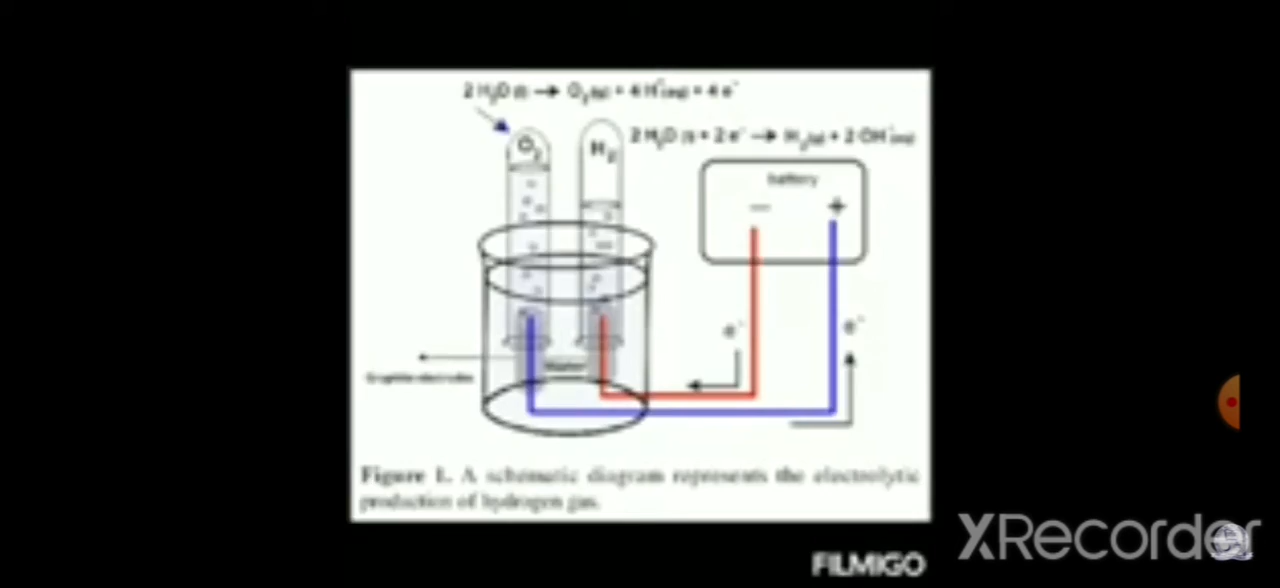 2 H₂O (l) → O₂(g) + 4 H⁺(aq) + 4 e⁻
2 H₂O (l) + 2 e⁻ → H₂(g) + 2 OH⁻(aq)
O₂
H₂
battery
− +
e⁻
e⁻
Water
Graphite electrodes
Figure 1. A schematic diagram represents the electrolytic
production of hydrogen gas.
XRecorder
FILMIGO